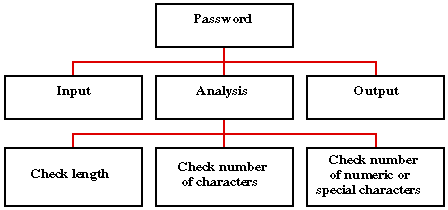 Password
Input
Analysis
Output
Check length
Check number
of characters
Check number
of numeric or
special characters